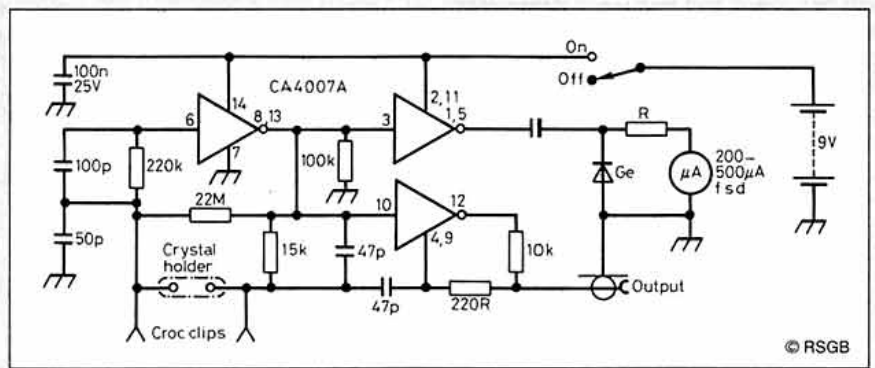 On
Off
100n
25V
CA4007A
14
2,11
6
8,13
3
1,5
R
200–
500μA
fsd
μA
9V
7
100p
220k
100k
Ge
22M
10
12
50p
15k
47p
4,9
10k
Crystal
holder
47p
220R
Output
Croc clips
© RSGB